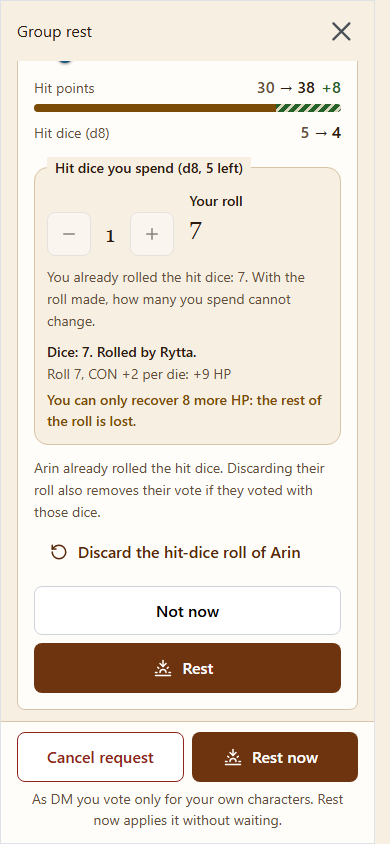 Group rest
Hit points 30 → 38 +8
Hit dice (d8) 5 → 4
Hit dice you spend (d8, 5 left)
Your roll
− 1 + 7
You already rolled the hit dice: 7. With the
roll made, how many you spend cannot
change.
Dice: 7. Rolled by Rytta.
Roll 7, CON +2 per die: +9 HP
You can only recover 8 more HP: the rest of
the roll is lost.
Arin already rolled the hit dice. Discarding their
roll also removes their vote if they voted with
those dice.
Discard the hit-dice roll of Arin
Not now
Rest
Cancel request Rest now
As DM you vote only for your own characters. Rest
now applies it without waiting.